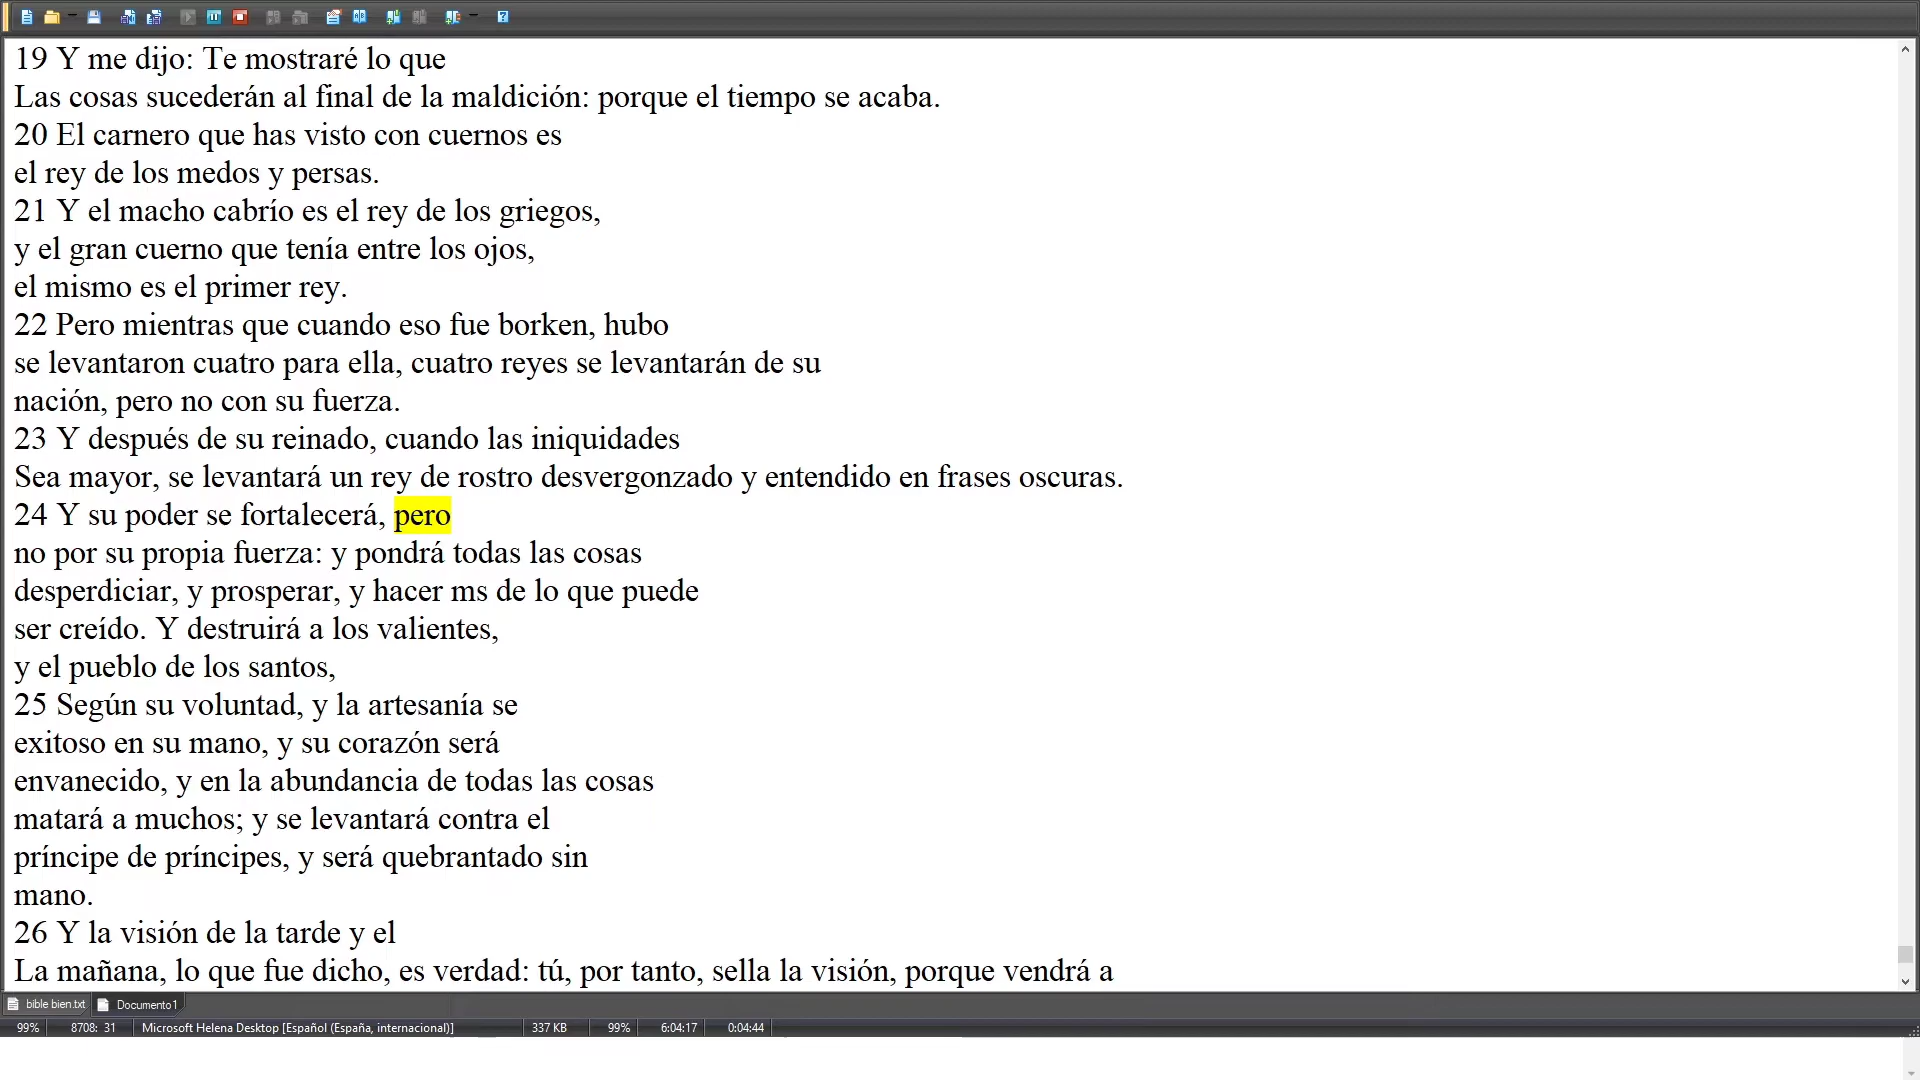 19 Y me dijo: Te mostraré lo que
Las cosas sucederán al final de la maldición: porque el tiempo se acaba.
20 El carnero que has visto con cuernos es
el rey de los medos y persas.
21 Y el macho cabrío es el rey de los griegos,
y el gran cuerno que tenía entre los ojos,
el mismo es el primer rey.
22 Pero mientras que cuando eso fue borken, hubo
se levantaron cuatro para ella, cuatro reyes se levantarán de su
nación, pero no con su fuerza.
23 Y después de su reinado, cuando las iniquidades
Sea mayor, se levantará un rey de rostro desvergonzado y entendido en frases oscuras.
24 Y su poder se fortalecerá, pero
no por su propia fuerza: y pondrá todas las cosas
desperdiciar, y prosperar, y hacer ms de lo que puede
ser creído. Y destruirá a los valientes,
y el pueblo de los santos,
25 Según su voluntad, y la artesanía se
exitoso en su mano, y su corazón será
envanecido, y en la abundancia de todas las cosas
matará a muchos; y se levantará contra el
príncipe de príncipes, y será quebrantado sin
mano.
26 Y la visión de la tarde y el
La mañana, lo que fue dicho, es verdad: tú, por tanto, sella la visión, porque vendrá a
bible bien.txt Documento1
99% 8708: 31 Microsoft Helena Desktop [Español (España, internacional)] 337 KB 99% 6:04:17 0:04:44